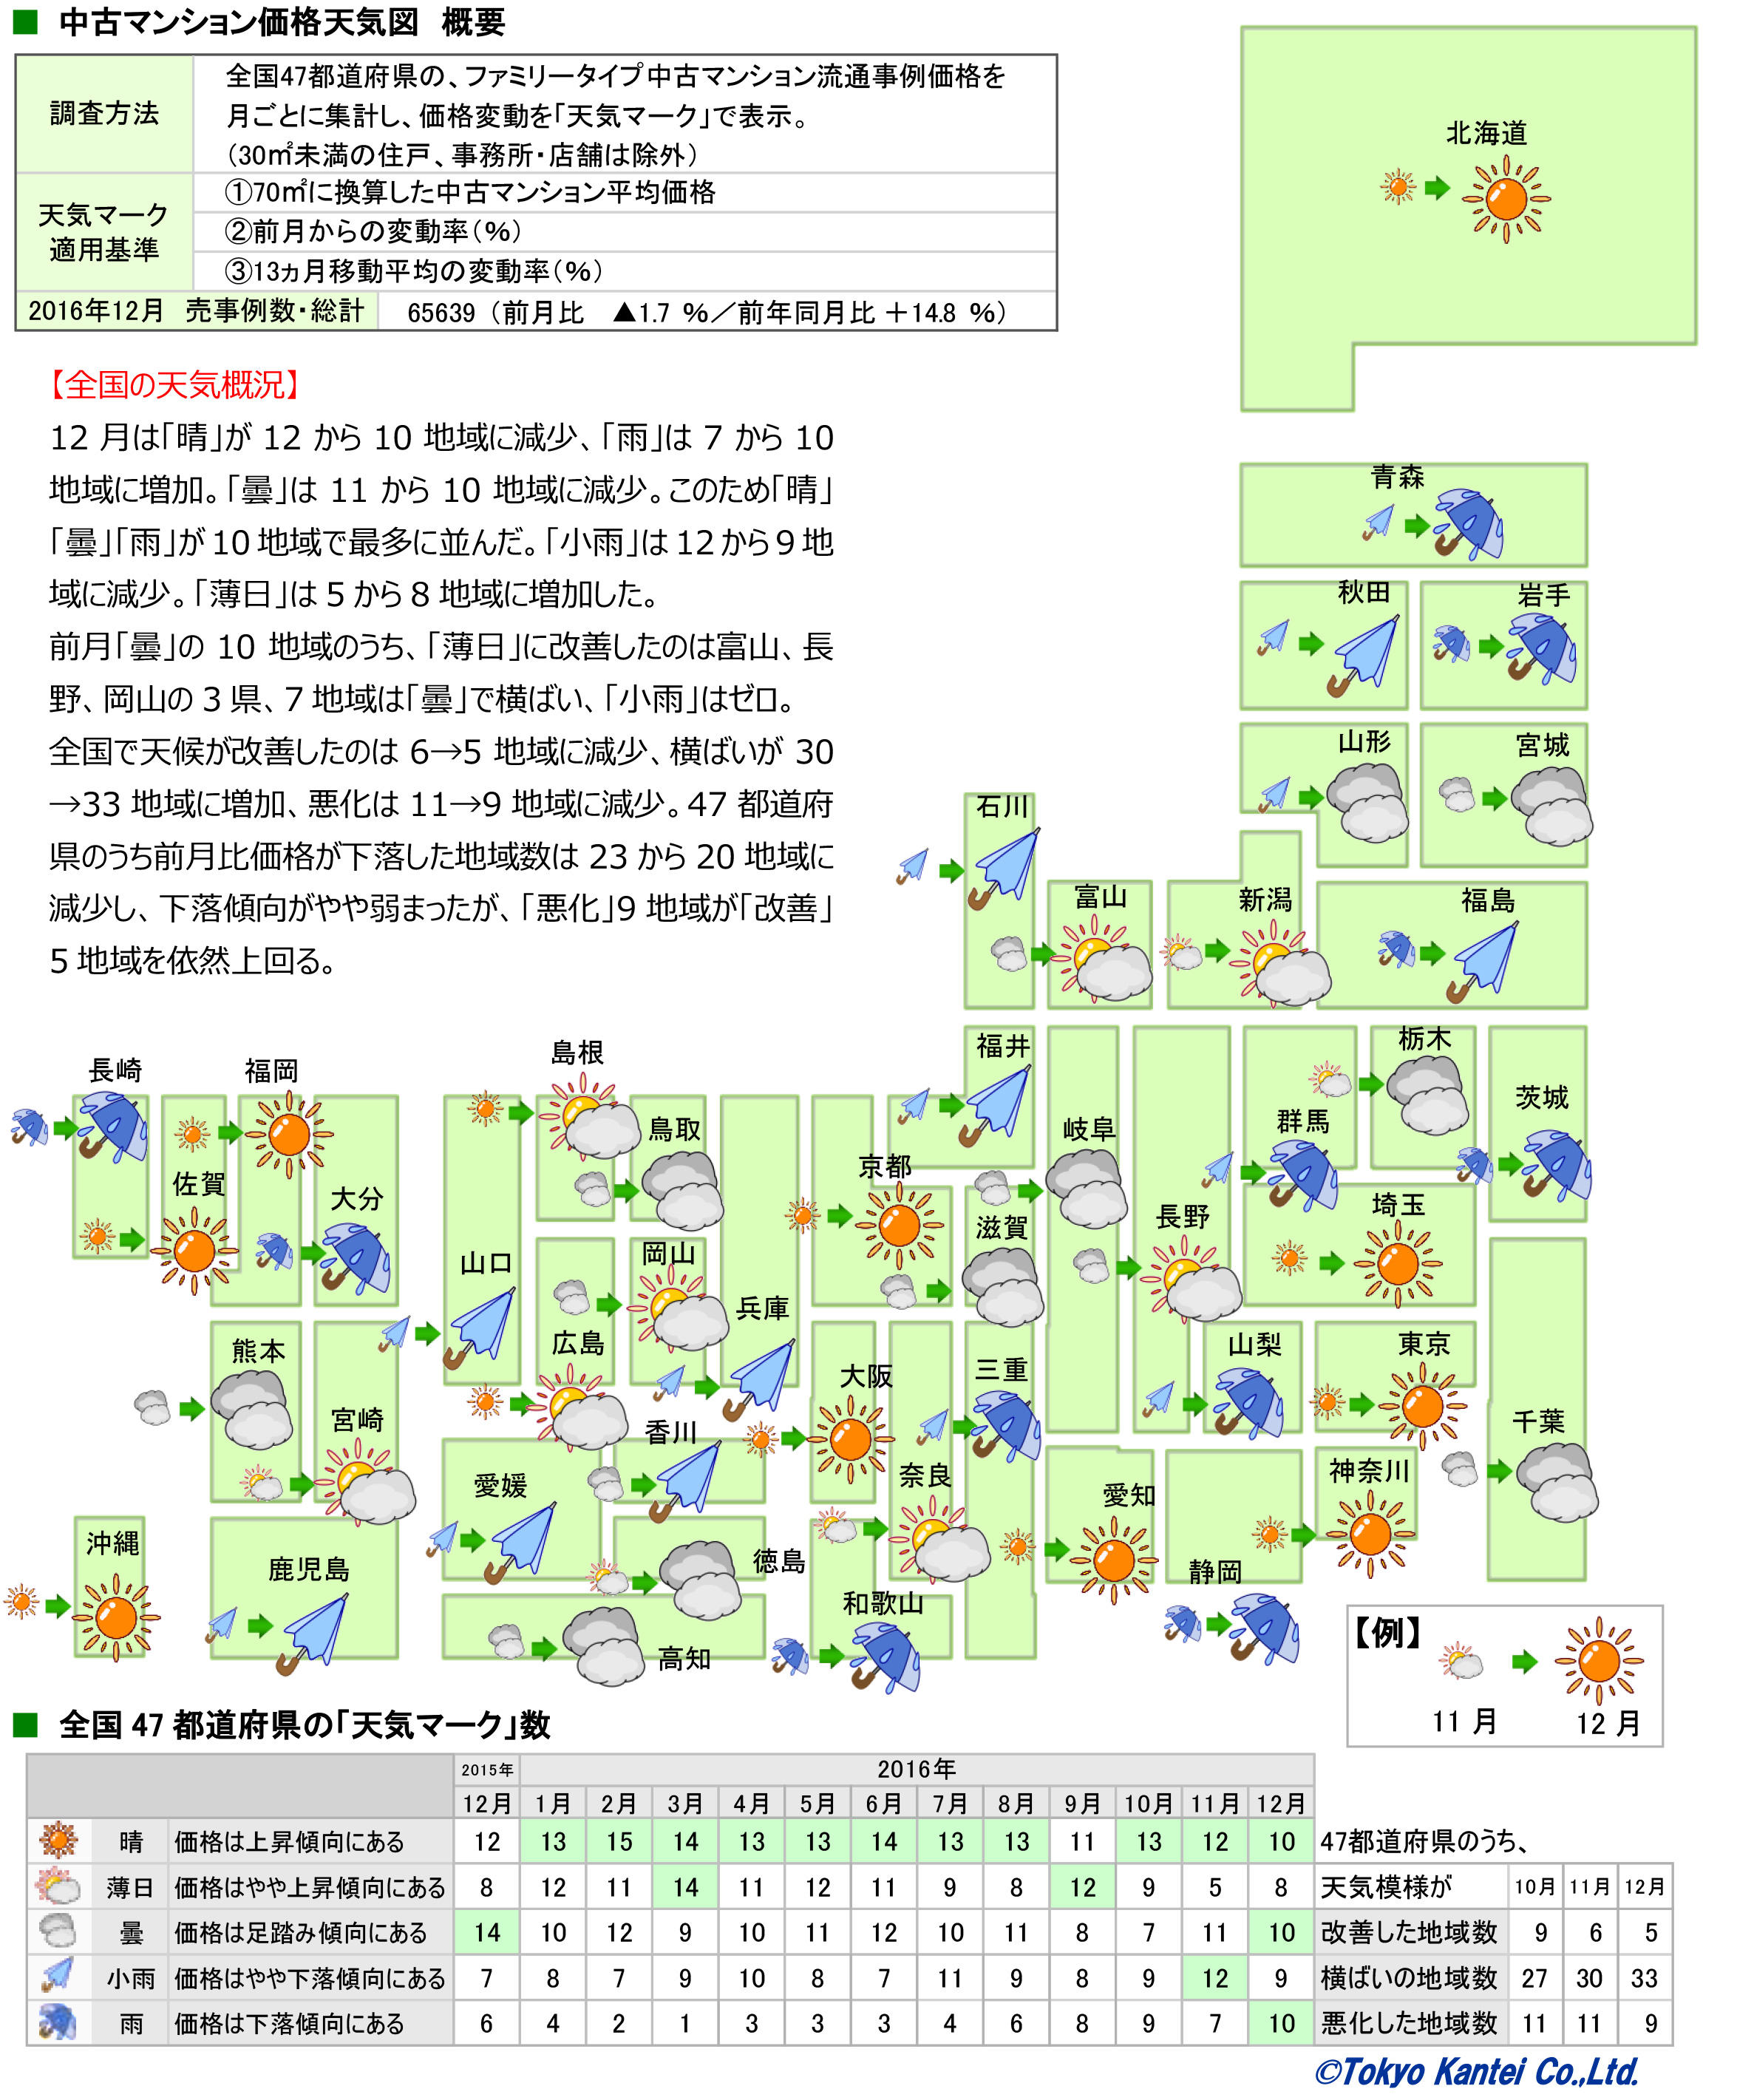 ■ 中古マンション価格天気図 概要
調査方法
全国47都道府県の、ファミリータイプ中古マンション流通事例価格を
月ごとに集計し、価格変動を「天気マーク」で表示。
（30㎡未満の住戸、事務所・店舗は除外）
天気マーク
適用基準
①70㎡に換算した中古マンション平均価格
②前月からの変動率（％）
③13ヵ月移動平均の変動率（％）
2016年12月 売事例数・総計 65639（前月比 ▲1.7 ％／前年同月比 ＋14.8 ％）
【全国の天気概況】
12 月は「晴」が 12 から 10 地域に減少、「雨」は 7 から 10
地域に増加。「曇」は 11 から 10 地域に減少。このため「晴」
「曇」「雨」が 10 地域で最多に並んだ。「小雨」は 12 から 9 地
域に減少。「薄日」は 5 から 8 地域に増加した。
前月「曇」の 10 地域のうち、「薄日」に改善したのは富山、長
野、岡山の 3 県、7 地域は「曇」で横ばい、「小雨」はゼロ。
全国で天候が改善したのは 6→5 地域に減少、横ばいが 30
→33 地域に増加、悪化は 11→9 地域に減少。47 都道府
県のうち前月比価格が下落した地域数は 23 から 20 地域に
減少し、下落傾向がやや弱まったが、「悪化」9 地域が「改善」
5 地域を依然上回る。
北海道
青森
秋田
岩手
山形
宮城
石川
富山
新潟
福島
福井
栃木
茨城
群馬
岐阜
長野
埼玉
滋賀
京都
島根
鳥取
長崎
福岡
佐賀
大分
山口
岡山
広島
兵庫
熊本
宮崎
大阪
三重
山梨
東京
千葉
香川
愛媛
奈良
愛知
神奈川
静岡
沖縄
鹿児島
徳島
高知
和歌山
【例】
11 月 12 月
■ 全国 47 都道府県の「天気マーク」数
2015年 2016年
12月 1月 2月 3月 4月 5月 6月 7月 8月 9月 10月 11月 12月
晴 価格は上昇傾向にある 12 13 15 14 13 13 14 13 13 11 13 12 10 47都道府県のうち、
薄日 価格はやや上昇傾向にある 8 12 11 14 11 12 11 9 8 12 9 5 8 天気模様が 10月 11月 12月
曇 価格は足踏み傾向にある 14 10 12 9 10 11 12 10 11 8 7 11 10 改善した地域数 9 6 5
小雨 価格はやや下落傾向にある 7 8 7 9 10 8 7 11 9 8 9 12 9 横ばいの地域数 27 30 33
雨 価格は下落傾向にある 6 4 2 1 3 3 3 4 6 8 9 7 10 悪化した地域数 11 11 9
©Tokyo Kantei Co.,Ltd.